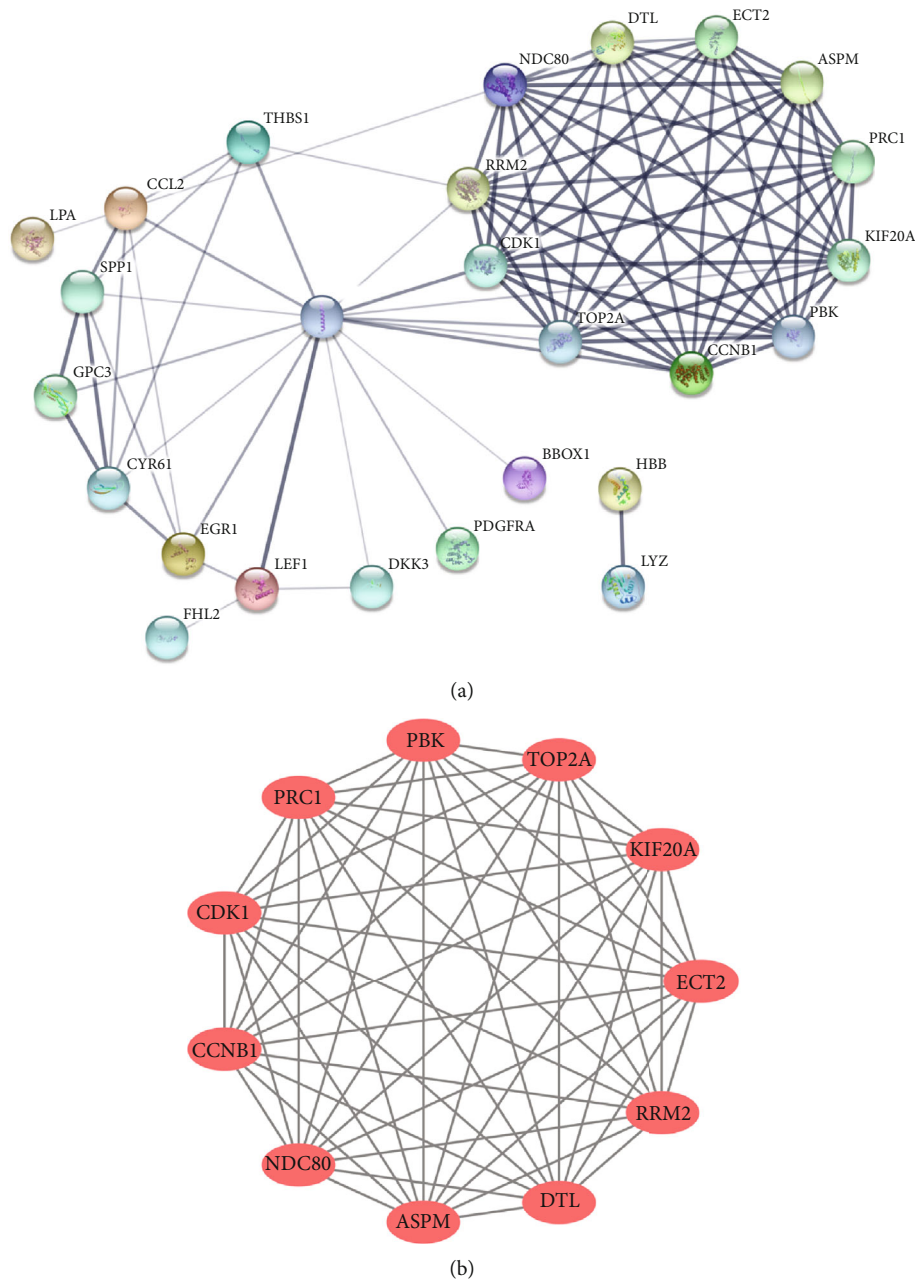 DTL
ECT2
NDC80
ASPM
THBS1
PRC1
RRM2
CCL2
LPA
KIF20A
CDK1
SPP1
PBK
TOP2A
CCNB1
GPC3
BBOX1
HBB
CYR61
PDGFRA
EGR1
LEF1
DKK3
LYZ
FHL2
(a)
PBK
TOP2A
PRC1
KIF20A
CDK1
ECT2
CCNB1
RRM2
NDC80
DTL
ASPM
(b)